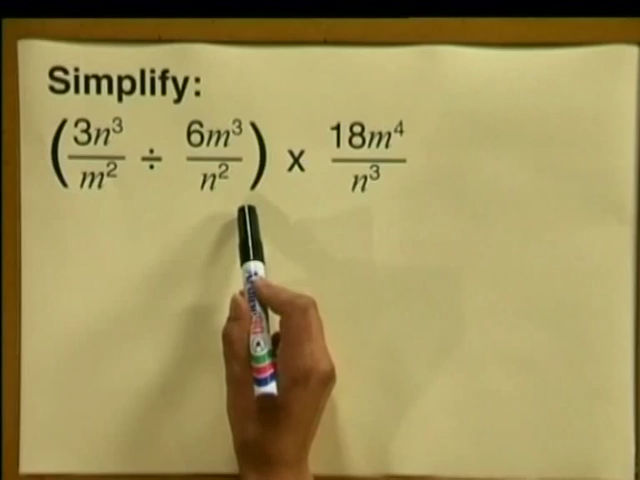 Simplify:
(3n³/m² ÷ 6m³/n²) x 18m⁴/n³